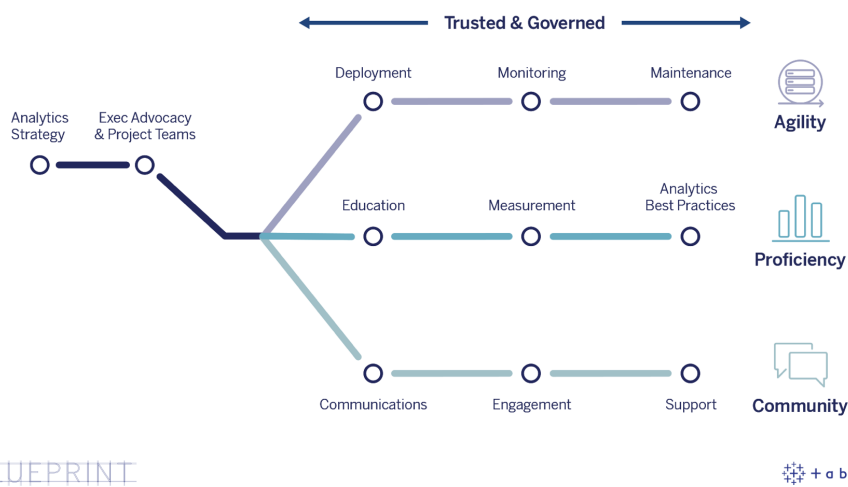 Trusted & Governed
Deployment
Monitoring
Maintenance
Agility
Analytics
Strategy
Exec Advocacy
& Project Teams
Education
Measurement
Analytics
Best Practices
Proficiency
Communications
Engagement
Support
Community
LUEPRINT
+ a b